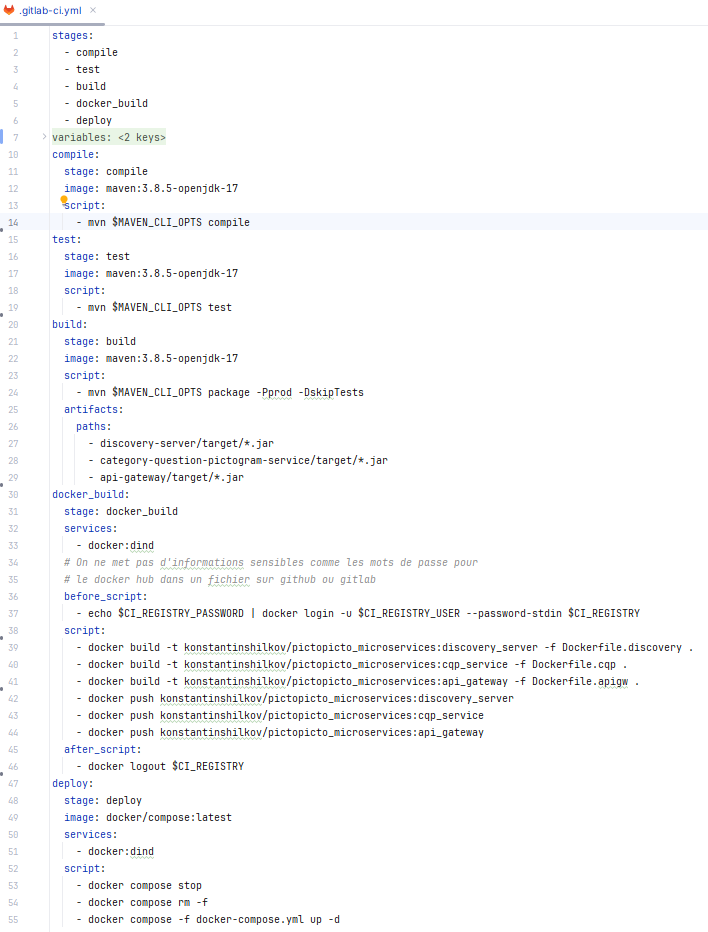 .gitlab-ci.yml ×
1 stages:
2 - compile
3 - test
4 - build
5 - docker_build
6 - deploy
7 variables: <2 keys>
10 compile:
11 stage: compile
12 image: maven:3.8.5-openjdk-17
13 script:
14 - mvn $MAVEN_CLI_OPTS compile
15 test:
16 stage: test
17 image: maven:3.8.5-openjdk-17
18 script:
19 - mvn $MAVEN_CLI_OPTS test
20 build:
21 stage: build
22 image: maven:3.8.5-openjdk-17
23 script:
24 - mvn $MAVEN_CLI_OPTS package -Pprod -DskipTests
25 artifacts:
26 paths:
27 - discovery-server/target/*.jar
28 - category-question-pictogram-service/target/*.jar
29 - api-gateway/target/*.jar
30 docker_build:
31 stage: docker_build
32 services:
33 - docker:dind
34 # On ne met pas d'informations sensibles comme les mots de passe pour
35 # le docker hub dans un fichier sur github ou gitlab
36 before_script:
37 - echo $CI_REGISTRY_PASSWORD | docker login -u $CI_REGISTRY_USER --password-stdin $CI_REGISTRY
38 script:
39 - docker build -t konstantinshilkov/pictopicto_microservices:discovery_server -f Dockerfile.discovery .
40 - docker build -t konstantinshilkov/pictopicto_microservices:cqp_service -f Dockerfile.cqp .
41 - docker build -t konstantinshilkov/pictopicto_microservices:api_gateway -f Dockerfile.apigw .
42 - docker push konstantinshilkov/pictopicto_microservices:discovery_server
43 - docker push konstantinshilkov/pictopicto_microservices:cqp_service
44 - docker push konstantinshilkov/pictopicto_microservices:api_gateway
45 after_script:
46 - docker logout $CI_REGISTRY
47 deploy:
48 stage: deploy
49 image: docker/compose:latest
50 services:
51 - docker:dind
52 script:
53 - docker compose stop
54 - docker compose rm -f
55 - docker compose -f docker-compose.yml up -d